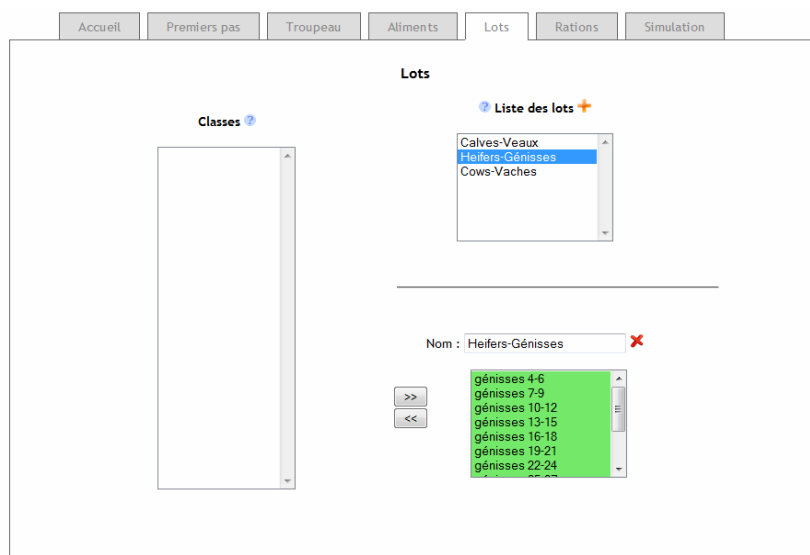 Accueil
Premiers pas
Troupeau
Aliments
Lots
Rations
Simulation
Lots
Classes ?
? Liste des lots
Calves-Veaux
Heifers-Génisses
Cows-Vaches
Nom : Heifers-Génisses
>>
<<
génisses 4-6
génisses 7-9
génisses 10-12
génisses 13-15
génisses 16-18
génisses 19-21
génisses 22-24